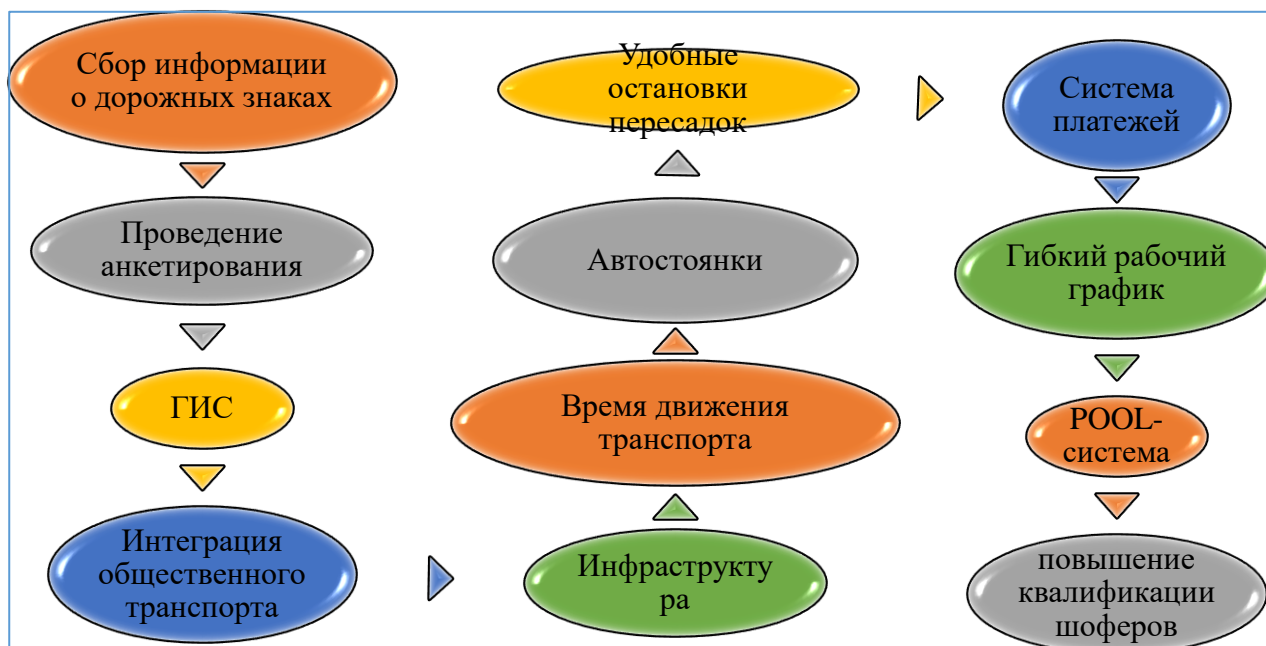 Сбор информации
о дорожных знаках
Проведение
анкетирования
ГИС
Интеграция
общественного
транспорта
Инфраструкту
ра
Время движения
транспорта
Автостоянки
Удобные
остановки
пересадок
Система
платежей
Гибкий рабочий
график
POOL-
система
повышение
квалификации
шоферов